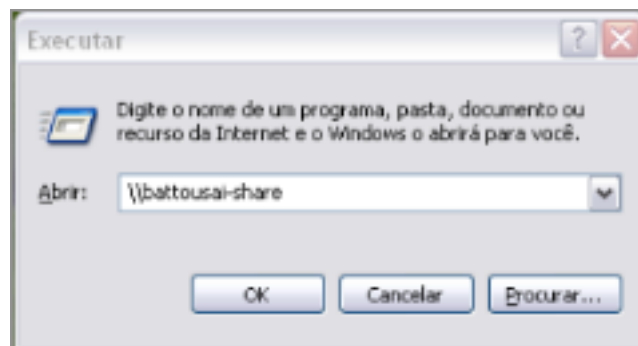 Executar
Digite o nome de um programa, pasta, documento ou
recurso da Internet e o Windows o abrirá para você.
Abrir: \\battousai-share
OK Cancelar Procurar...